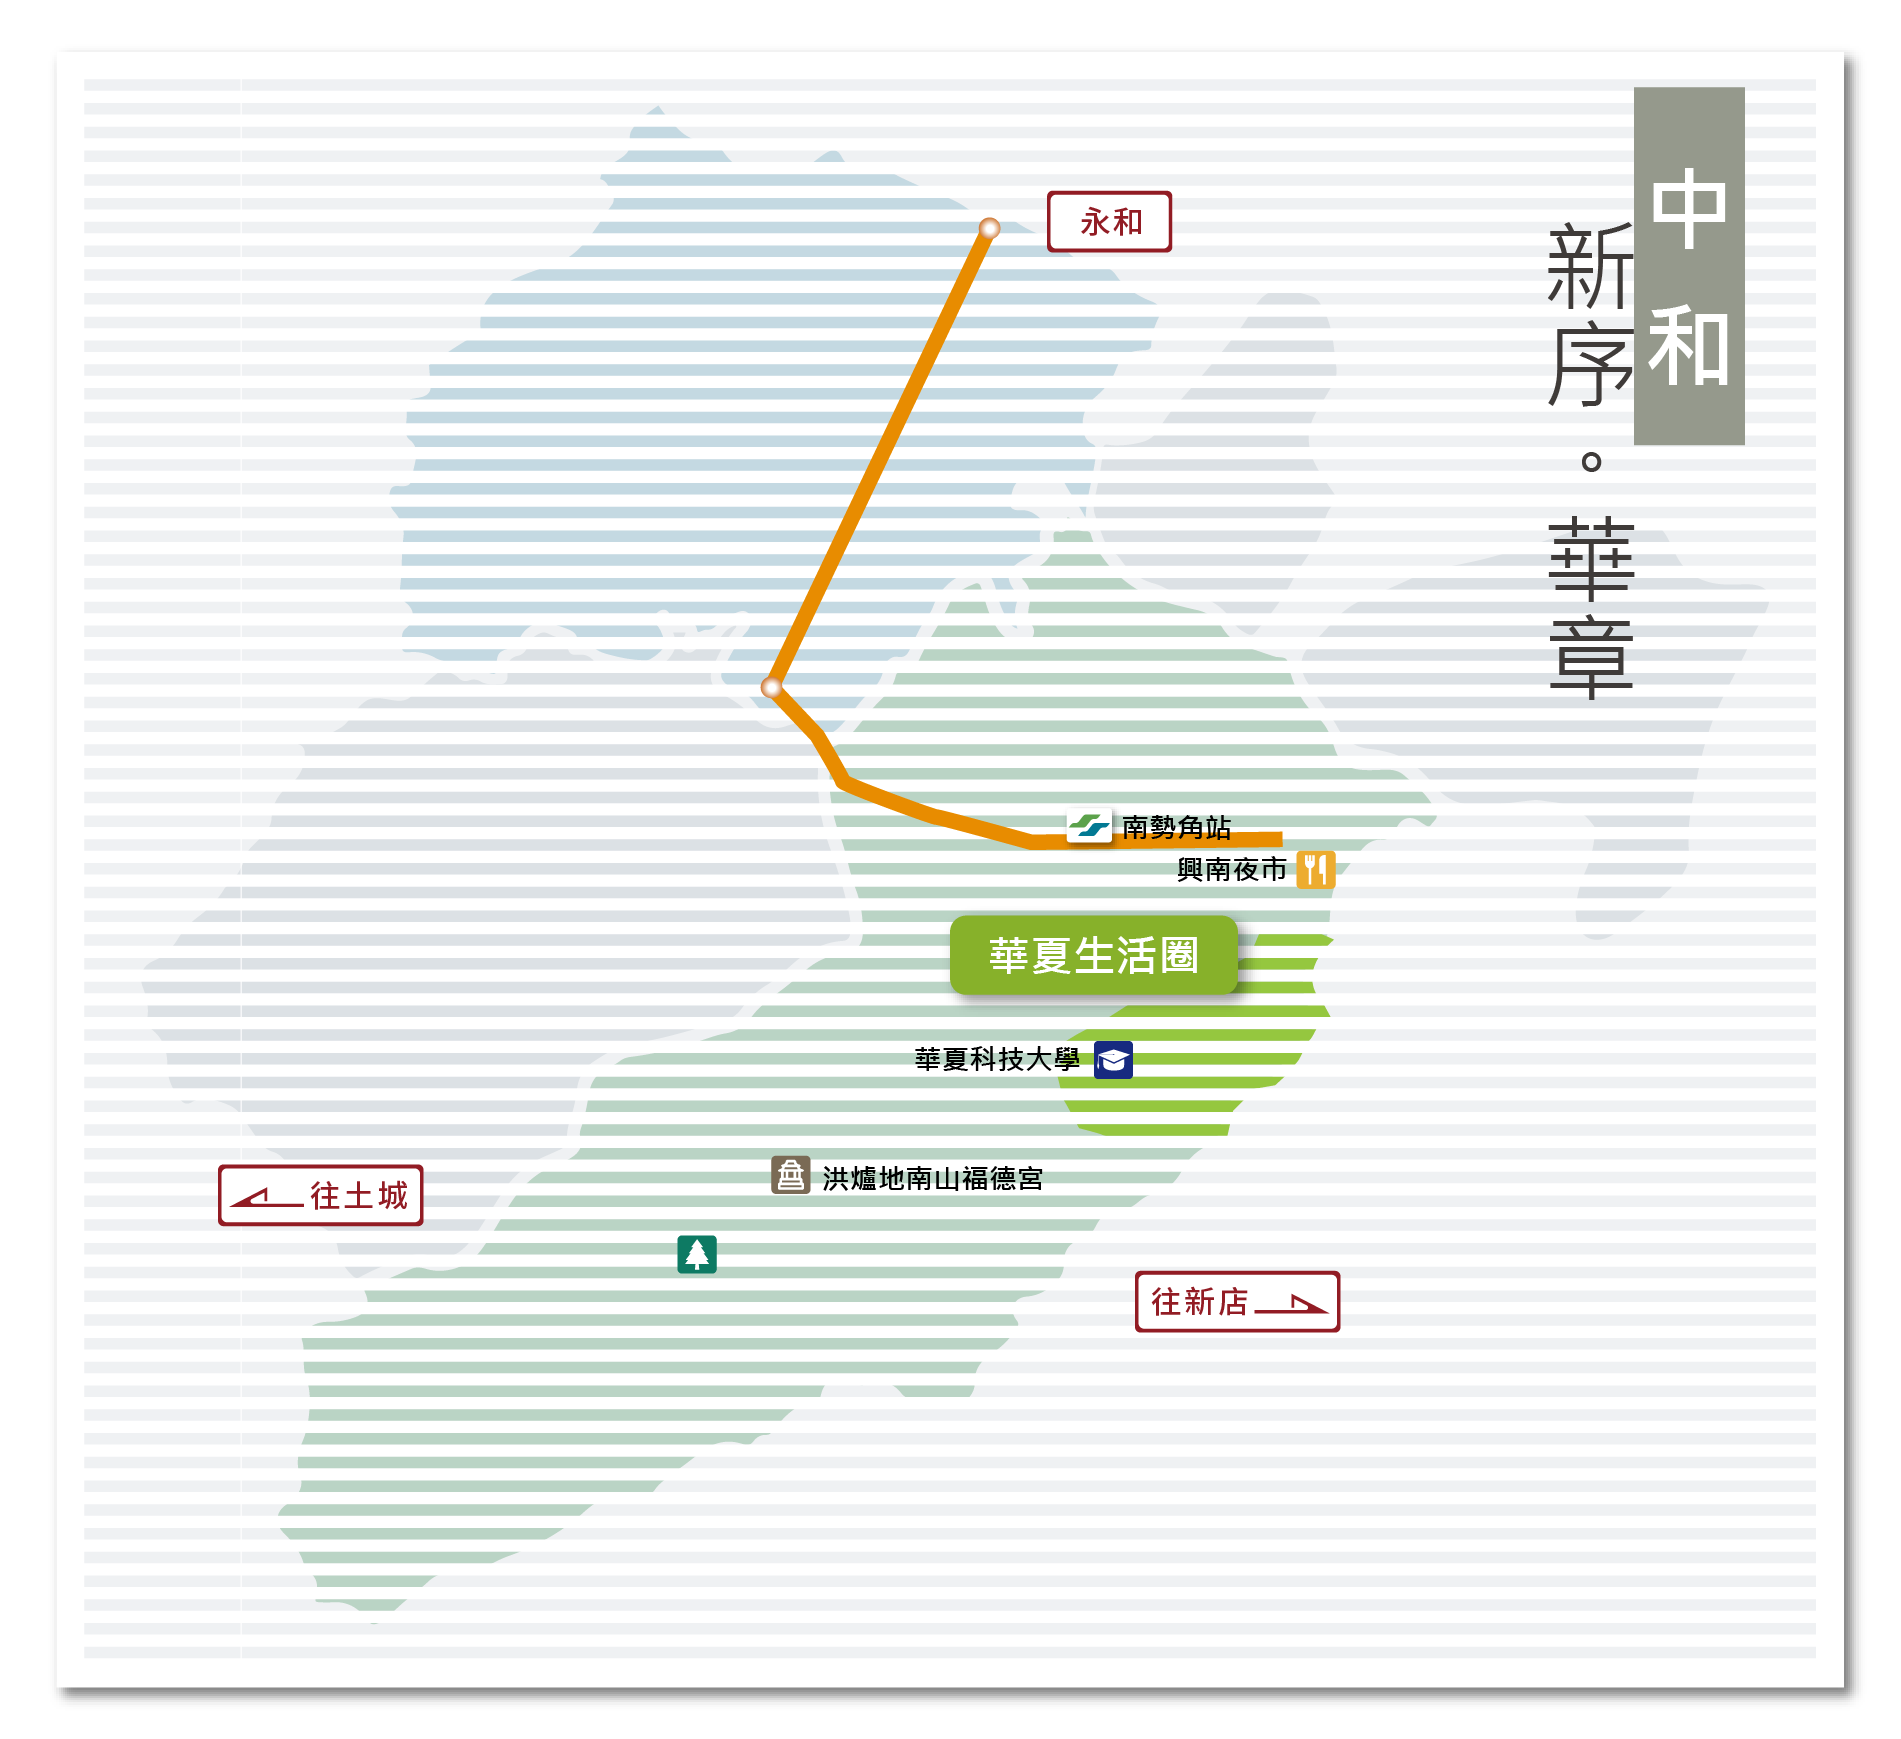 中和
新序。華章
永和
南勢角站
興南夜市
華夏生活圈
華夏科技大學
洪爐地南山福德宮
往土城
往新店